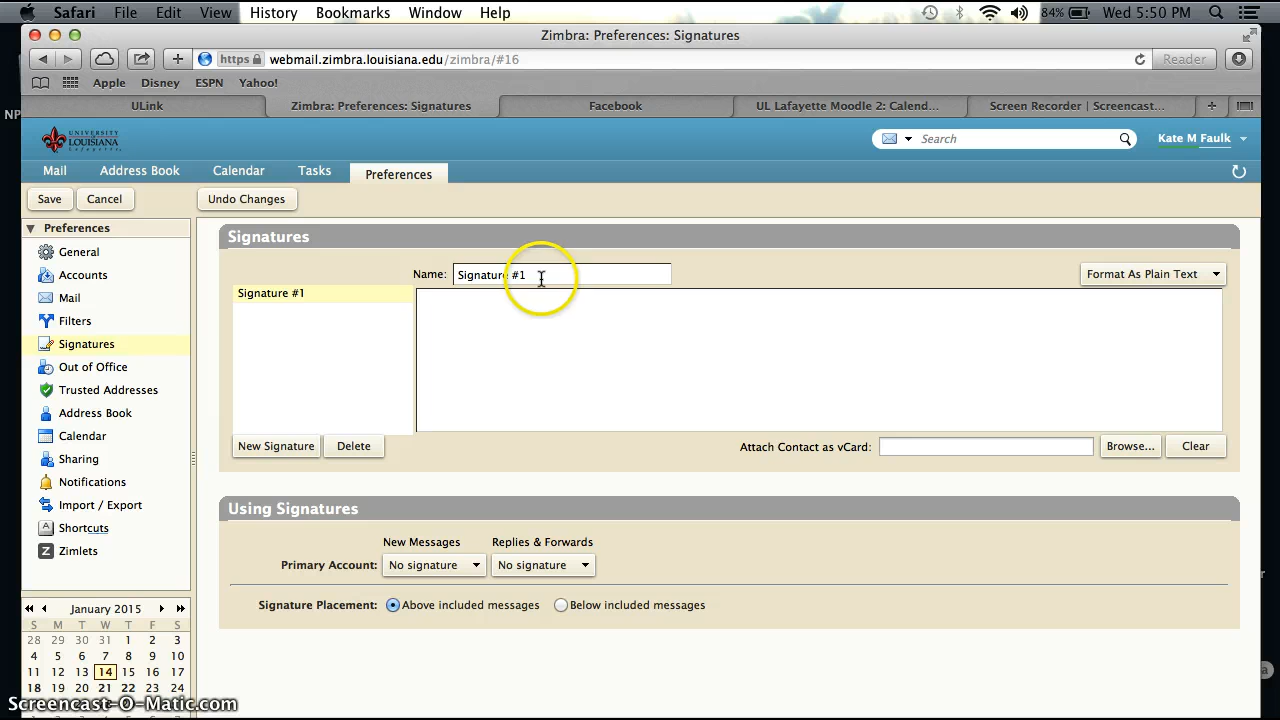 Safari File Edit View History Bookmarks Window Help 84% Wed 5:50 PM
Zimbra: Preferences: Signatures
https webmail.zimbra.louisiana.edu/zimbra/#16 Reader
Apple Disney ESPN Yahoo!
ULink Zimbra: Preferences: Signatures Facebook UL Lafayette Moodle 2: Calend... Screen Recorder | Screencast...
NP
UNIVERSITY of LOUISIANA Lafayette Search Kate M Faulk
Mail Address Book Calendar Tasks Preferences
Save Cancel Undo Changes
Preferences
General
Accounts
Mail
Filters
Signatures
Out of Office
Trusted Addresses
Address Book
Calendar
Sharing
Notifications
Import / Export
Shortcuts
Zimlets
Signatures
Name: Signature #1 Format As Plain Text
Signature #1
New Signature Delete Attach Contact as vCard: Browse... Clear
Using Signatures
New Messages Replies & Forwards
Primary Account: No signature No signature
Signature Placement: Above included messages Below included messages
January 2015
S M T W T F S
28 29 30 31 1 2 3
4 5 6 7 8 9 10
11 12 13 14 15 16 17
18 19 20 21 22 23 24
Screencast-O-Matic.com